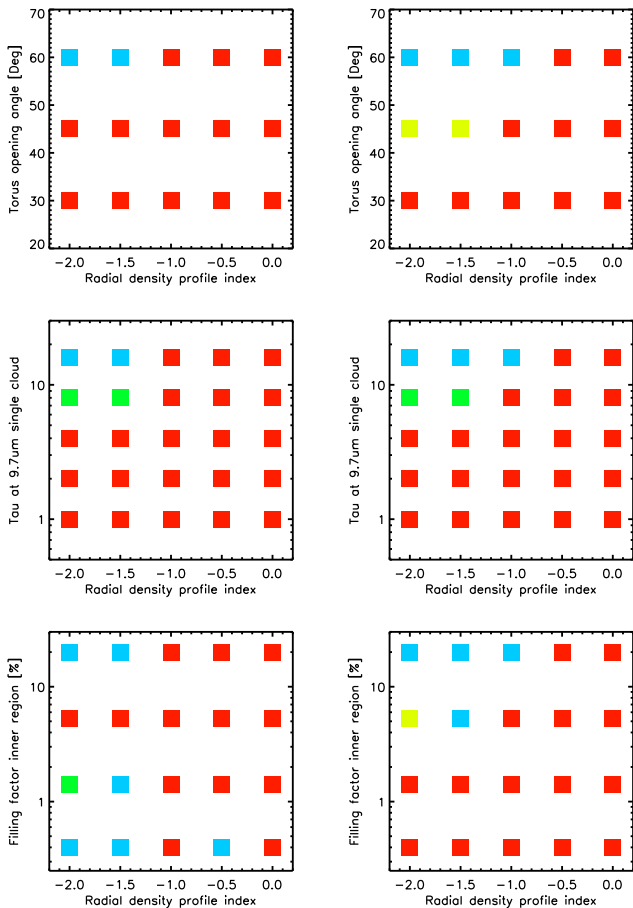 70
60
50
40
30
20
Torus opening angle [Deg]
−2.0 −1.5 −1.0 −0.5 0.0
Radial density profile index
70
60
50
40
30
20
Torus opening angle [Deg]
−2.0 −1.5 −1.0 −0.5 0.0
Radial density profile index
10
1
Tau at 9.7um single cloud
−2.0 −1.5 −1.0 −0.5 0.0
Radial density profile index
10
1
Tau at 9.7um single cloud
−2.0 −1.5 −1.0 −0.5 0.0
Radial density profile index
10
1
Filling factor inner region [%]
−2.0 −1.5 −1.0 −0.5 0.0
Radial density profile index
10
1
Filling factor inner region [%]
−2.0 −1.5 −1.0 −0.5 0.0
Radial density profile index